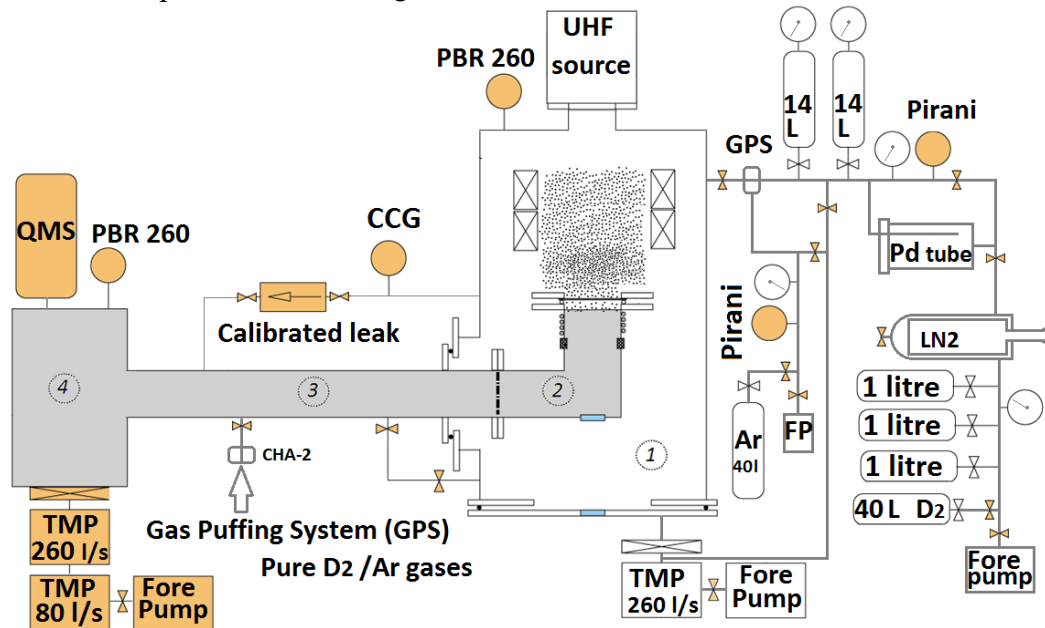 UHF
source
PBR 260
14
L
14
L
Pirani
GPS
QMS
PBR 260
CCG
Pd tube
Calibrated leak
Pirani
LN2
4
3
2
1 litre
1 litre
1 litre
Ar
40l
FP
1
CHA-2
40 L D2
Gas Puffing System (GPS)
Pure D2 /Ar gases
TMP
260 l/s
Fore
pump
TMP
80 l/s
Fore
Pump
TMP
260 l/s
Fore
Pump